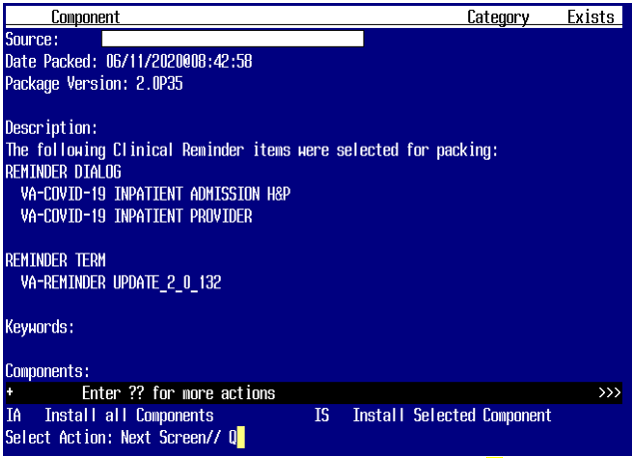 Component Category Exists
Source:
Date Packed: 06/11/2020@08:42:58
Package Version: 2.0P35
Description:
The following Clinical Reminder items were selected for packing:
REMINDER DIALOG
VA-COVID-19 INPATIENT ADMISSION H&P
VA-COVID-19 INPATIENT PROVIDER
REMINDER TERM
VA-REMINDER UPDATE_2_0_132
Keywords:
Components:
+ Enter ?? for more actions >>>
IA Install all Components IS Install Selected Component
Select Action: Next Screen// Q